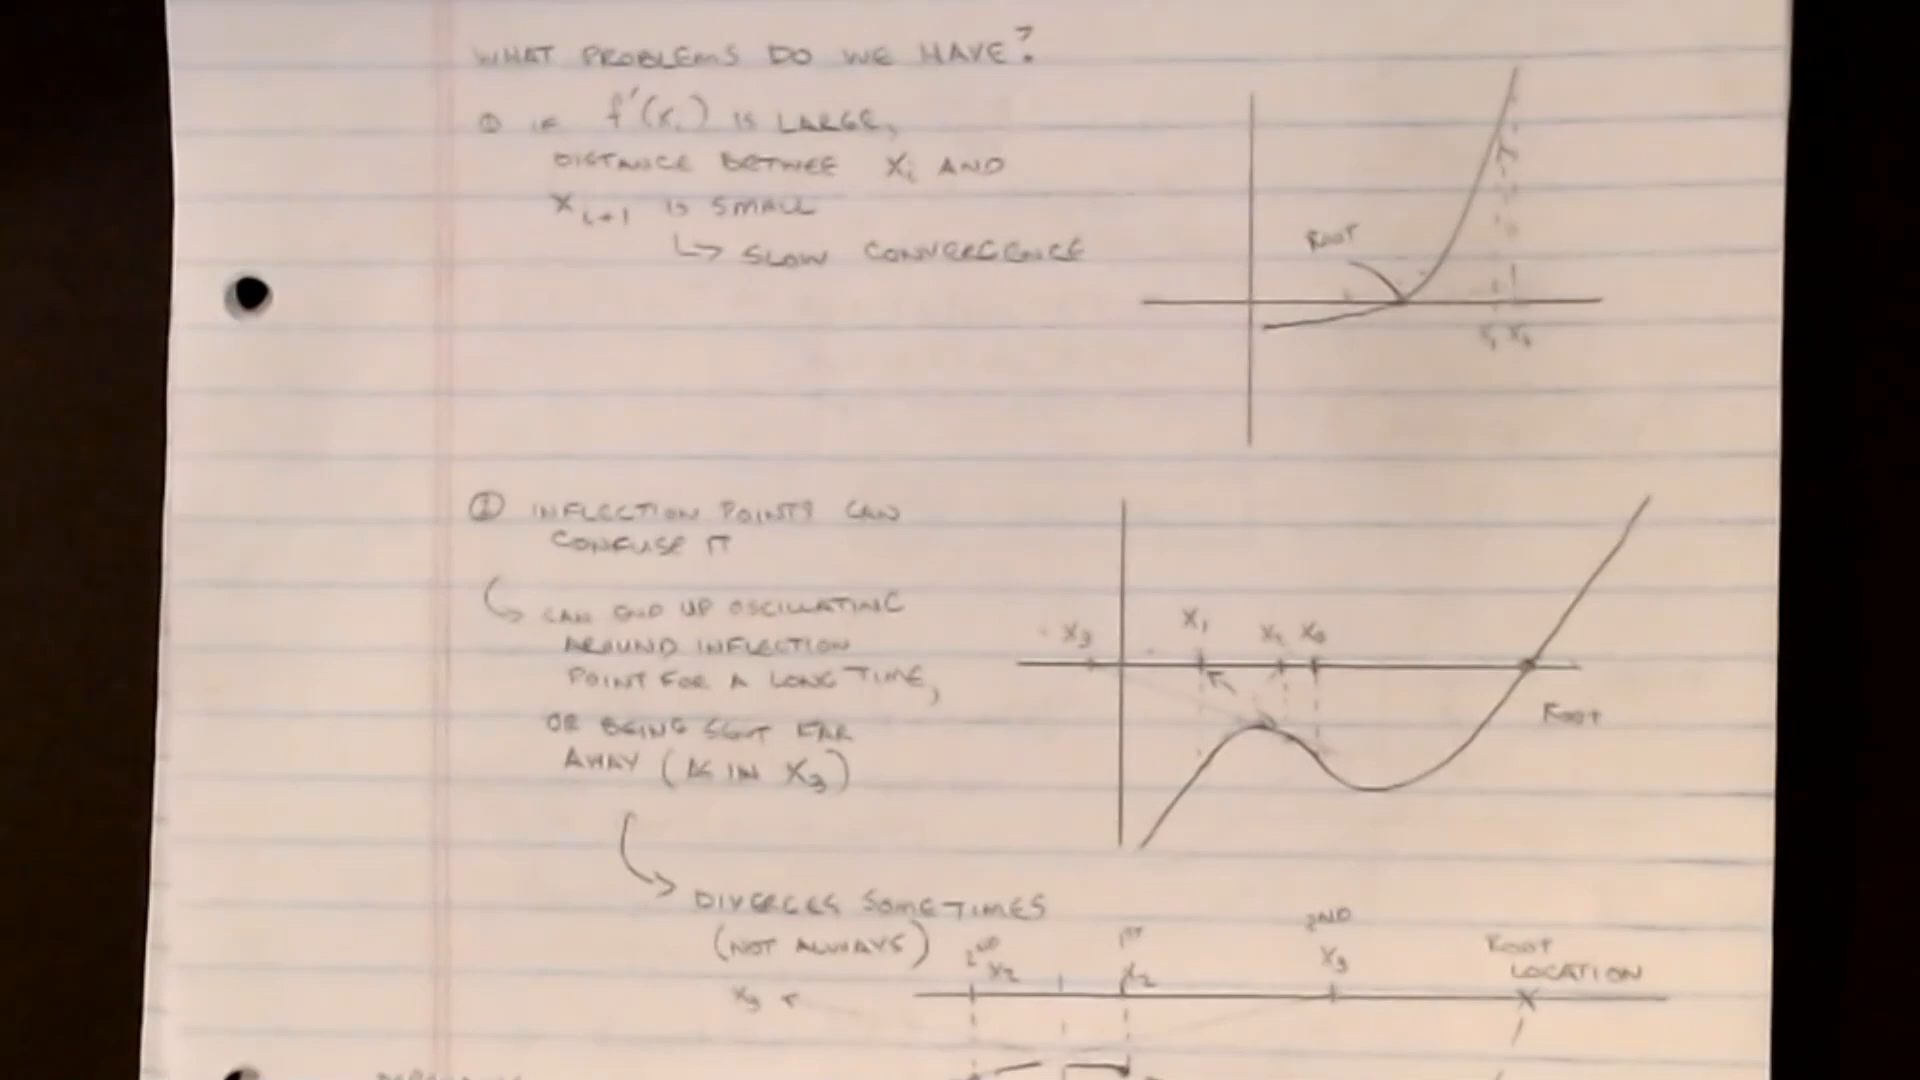 WHAT PROBLEMS DO WE HAVE?
① IF f'(xi) IS LARGE,
DISTANCE BETWEE Xi AND
Xi+1 IS SMALL
↳ SLOW CONVERGENCE
ROOT
② INFLECTION POINTS CAN
CONFUSE IT
↳ CAN END UP OSCILLATING
AROUND INFLECTION
POINT FOR A LONG TIME,
OR BEING SENT FAR
AWAY (AS IN X3)
X3 X1 X2 X0
ROOT
DIVERGES SOMETIMES
(NOT ALWAYS)
2ND X2
1ST X2
2ND X3
ROOT
LOCATION
X3